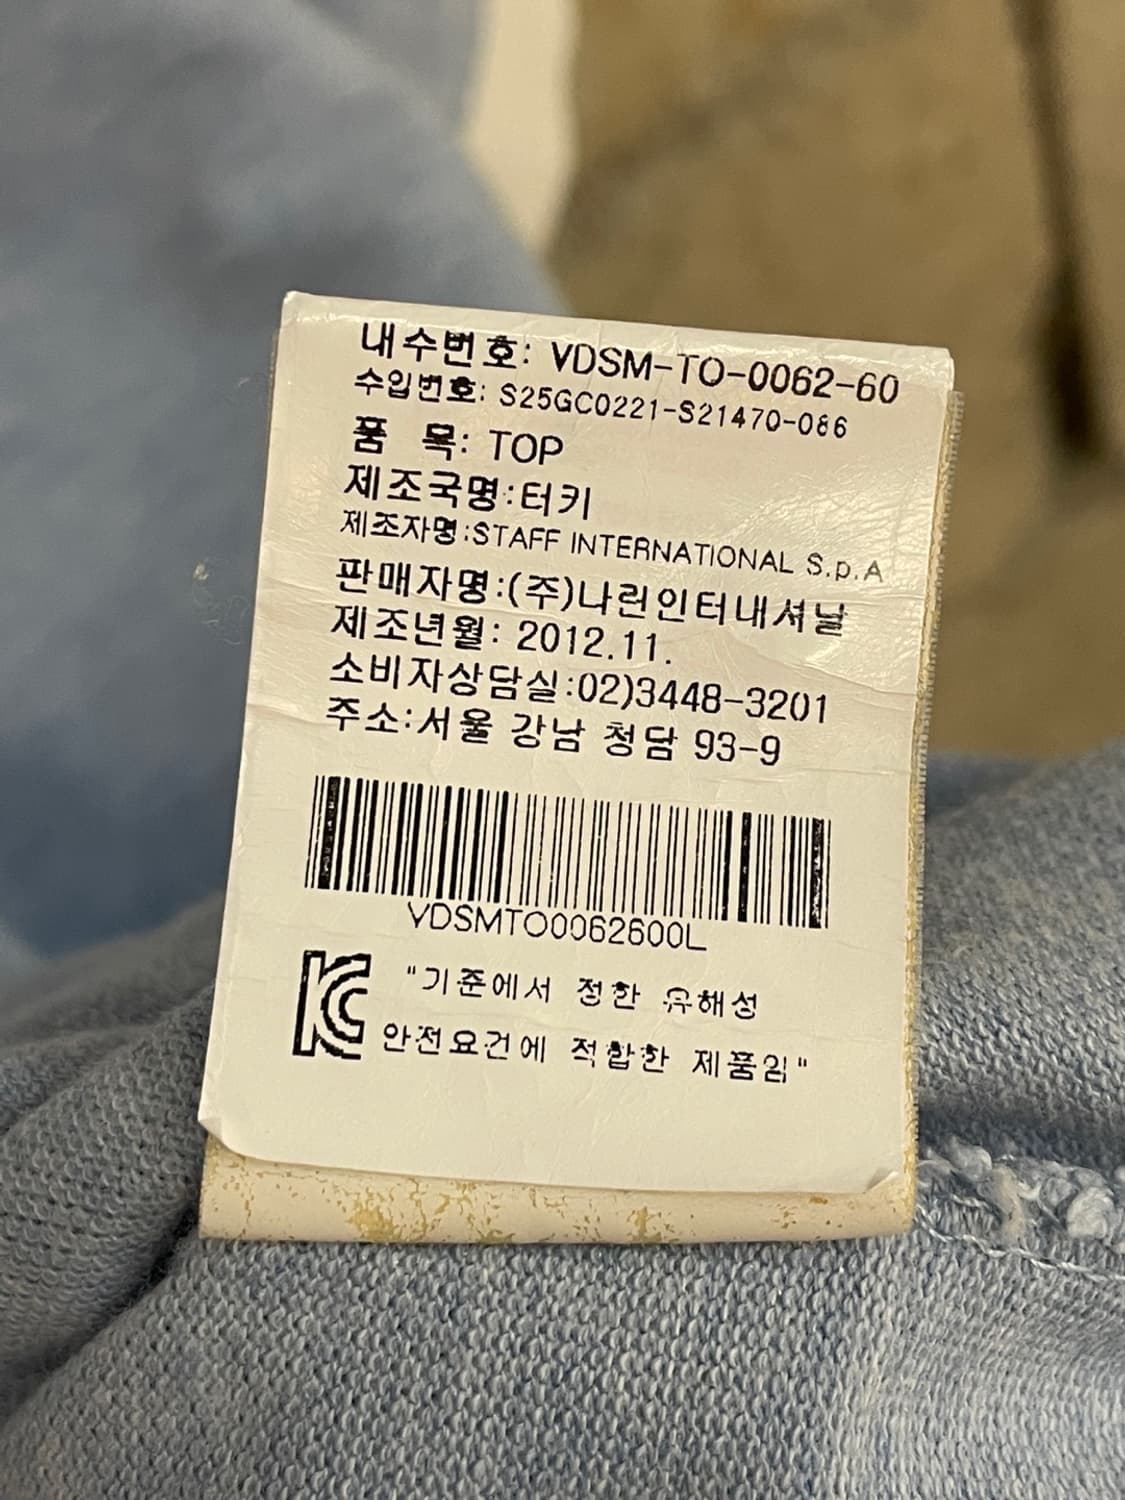 내수번호: VDSM-TO-0062-60
수입번호: S25GC0221-S21470-086
품 목: TOP
제조국명:터키
제조자명:STAFF INTERNATIONAL S.p.A
판매자명:(주)나린인터내셔날
제조년월: 2012.11.
소비자상담실:02)3448-3201
주소:서울 강남 청담 93-9
VDSMTO0062600L
"기준에서 정한 유해성
안전요건에 적합한 제품임"